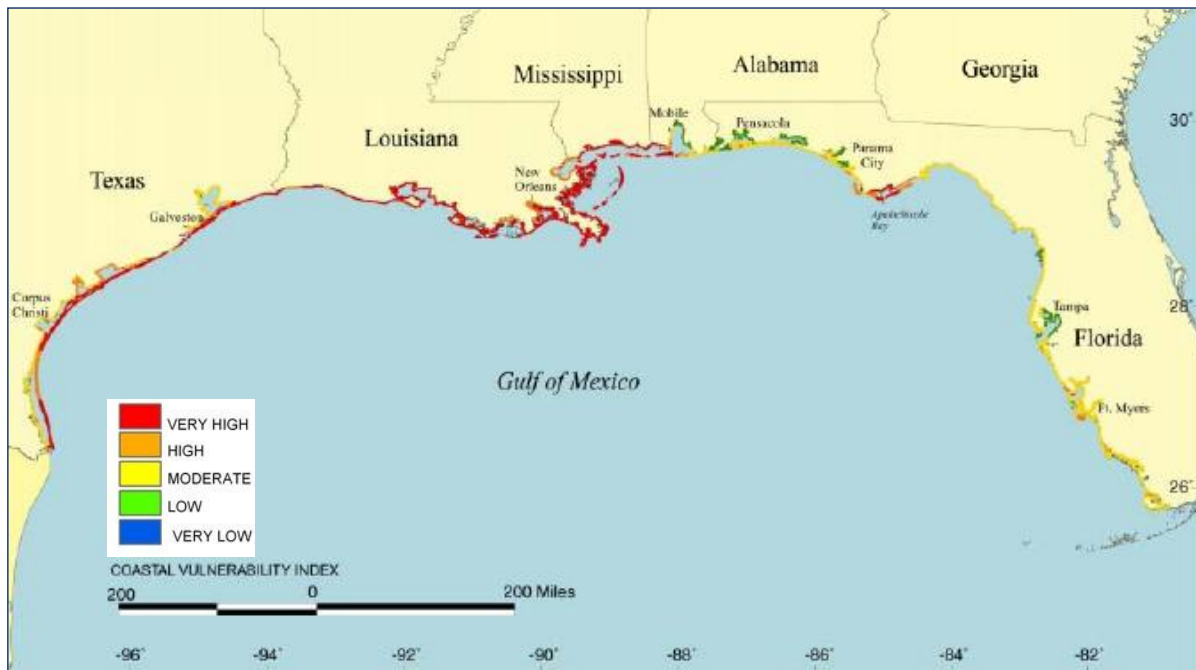 Mississippi
Alabama
Georgia
Louisiana
Mobile
Pensacola
30°
Texas
New
Orleans
Panama
City
Galveston
Apalachicola
Bay
Corpus
Christi
Tampa
28°
Florida
Gulf of Mexico
Ft. Myers
VERY HIGH
HIGH
MODERATE
LOW
VERY LOW
26°
COASTAL VULNERABILITY INDEX
200 0 200 Miles
-96° -94° -92° -90° -88° -86° -84° -82°